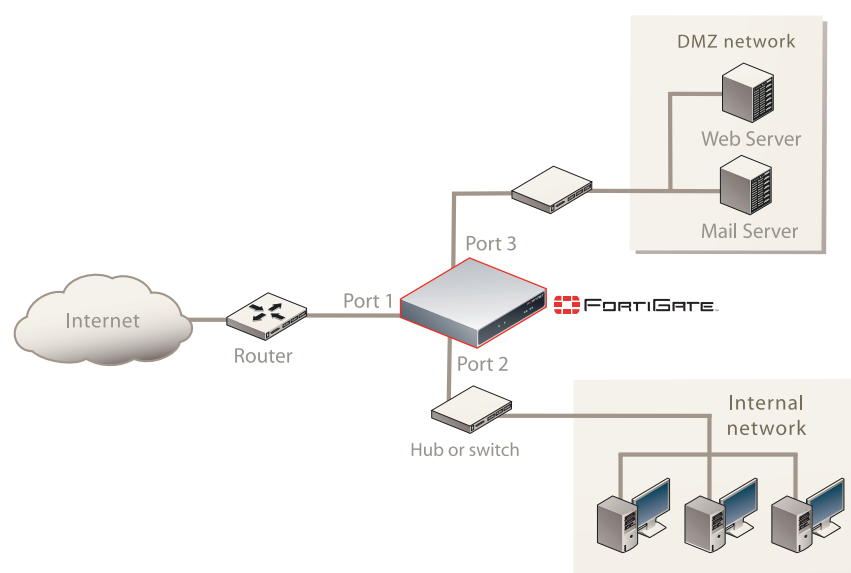 DMZ network
Web Server
Mail Server
Port 3
Port 1
FORTIGATE
Internet
Router
Port 2
Hub or switch
Internal
network